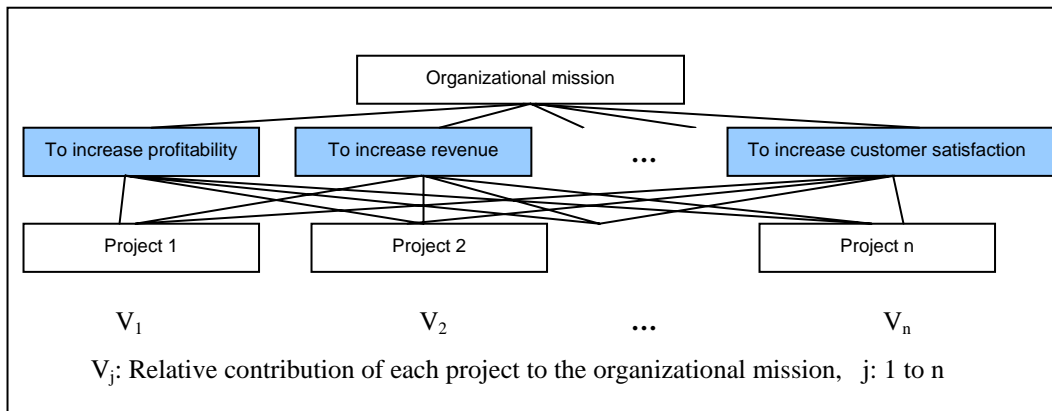 Organizational mission
To increase profitability To increase revenue ... To increase customer satisfaction
Project 1 Project 2 Project n
V₁ V₂ ... Vₙ
Vⱼ: Relative contribution of each project to the organizational mission, j: 1 to n